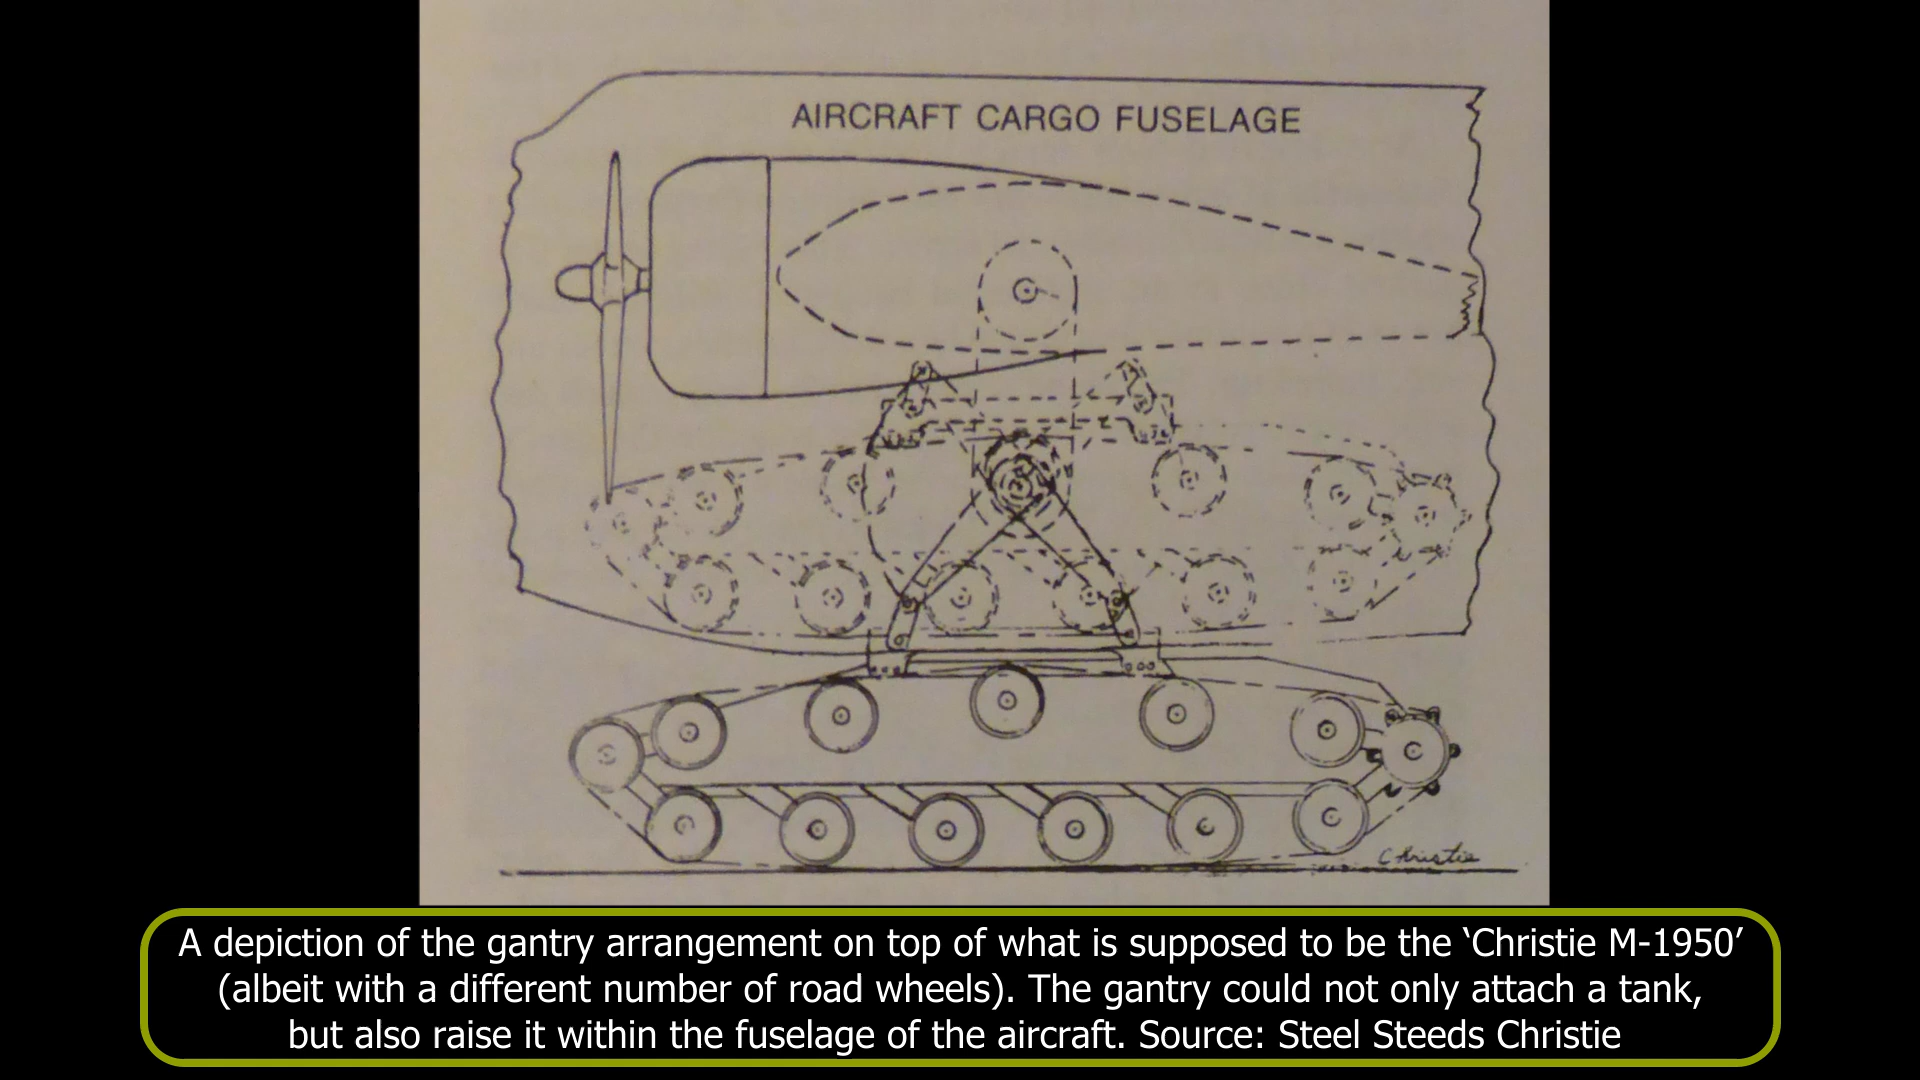 AIRCRAFT CARGO FUSELAGE
Christie
A depiction of the gantry arrangement on top of what is supposed to be the ‘Christie M-1950’
(albeit with a different number of road wheels). The gantry could not only attach a tank,
but also raise it within the fuselage of the aircraft. Source: Steel Steeds Christie